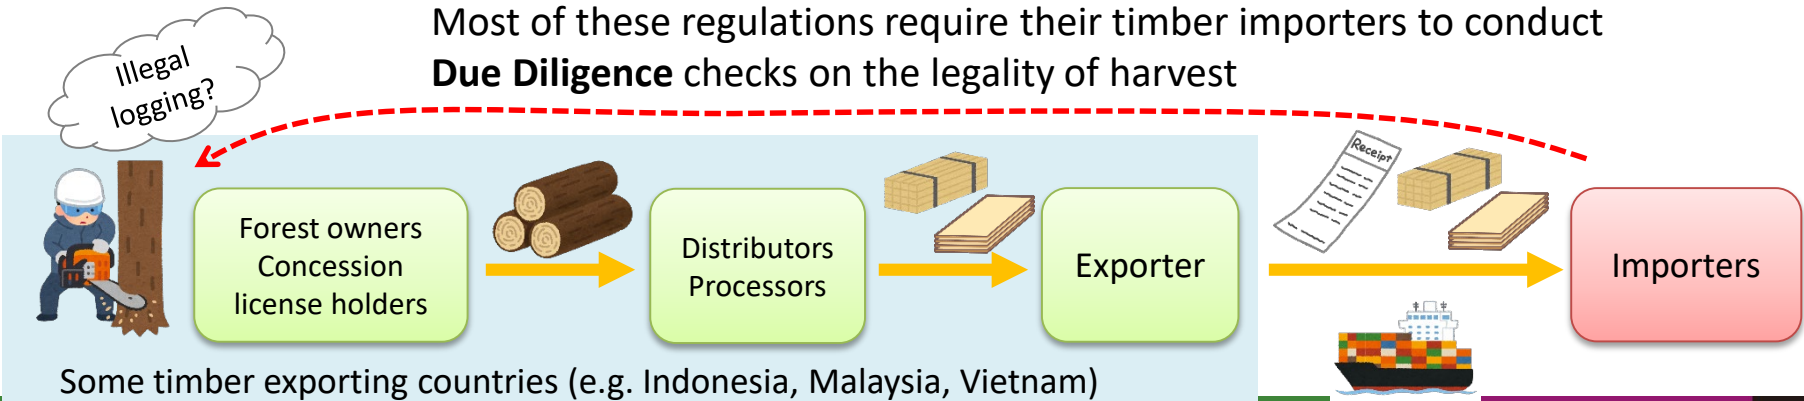 Most of these regulations require their timber importers to conduct
Due Diligence checks on the legality of harvest
Illegal
logging?
Forest owners
Concession
license holders
Distributors
Processors
Exporter
Receipt
Importers
Some timber exporting countries (e.g. Indonesia, Malaysia, Vietnam)